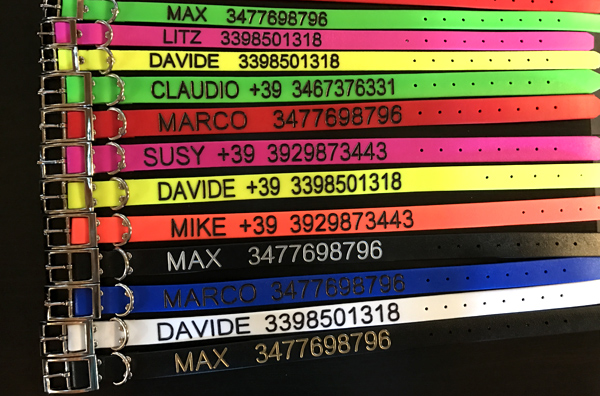 MAX 3477698796
LITZ 3398501318
DAVIDE 3398501318
CLAUDIO +39 3467376331
MARCO 3477698796
SUSY +39 3929873443
DAVIDE +39 3398501318
MIKE +39 3929873443
MAX 3477698796
MARCO 3477698796
DAVIDE 3398501318
MAX 3477698796